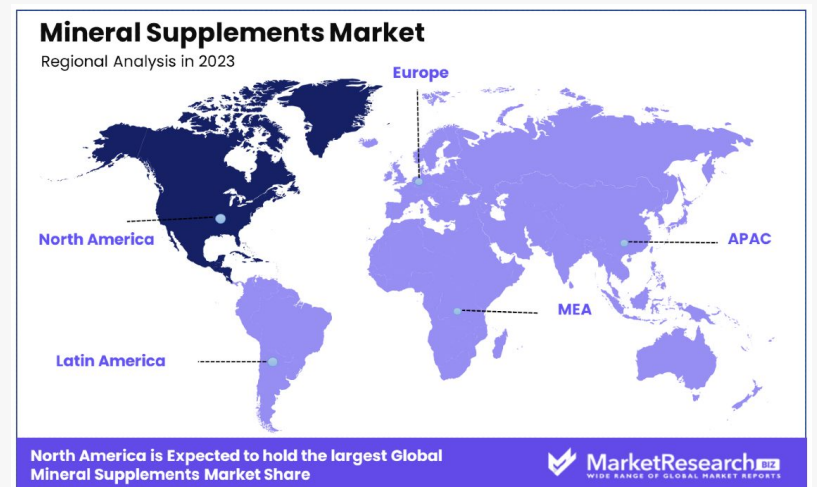 Mineral Supplements Market
Regional Analysis in 2023
Europe
North America
APAC
MEA
Latin America
North America is Expected to hold the largest Global
Mineral Supplements Market Share
MarketResearch BIZ
WIDE RANGE OF GLOBAL MARKET REPORTS